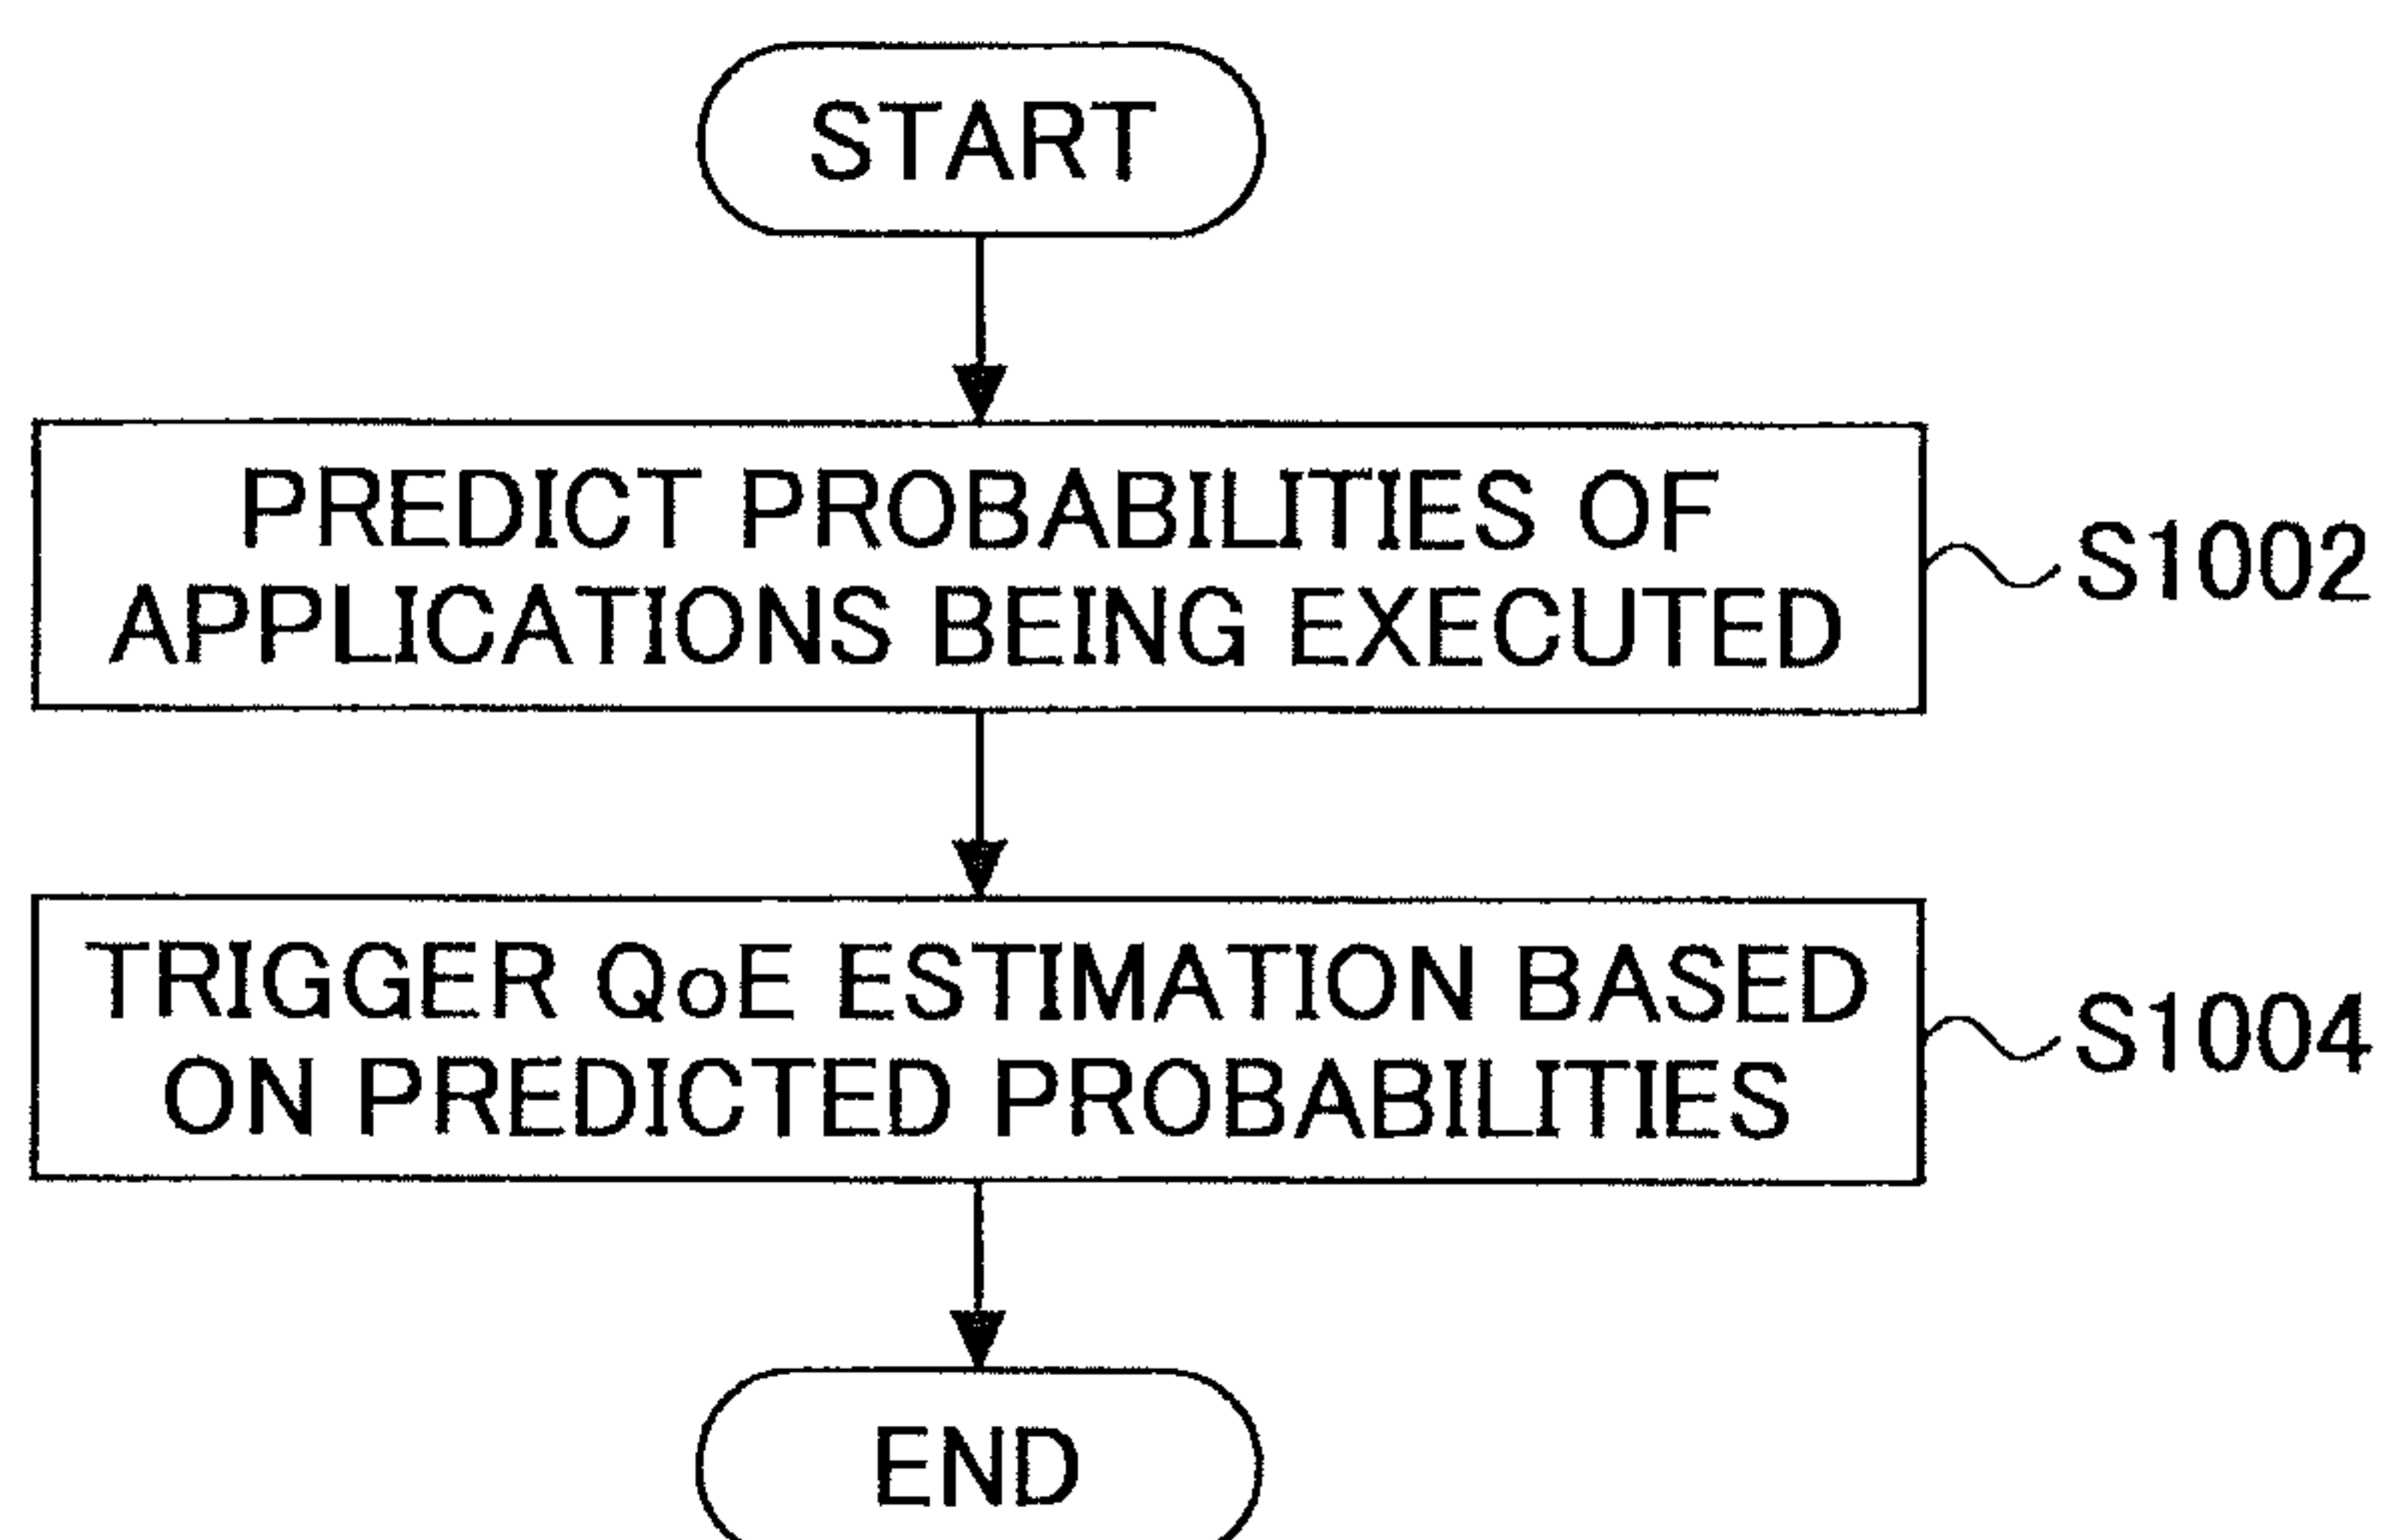 START
PREDICT PROBABILITIES OF
APPLICATIONS BEING EXECUTED
S1002
TRIGGER QoE ESTIMATION BASED
ON PREDICTED PROBABILITIES
S1004
END